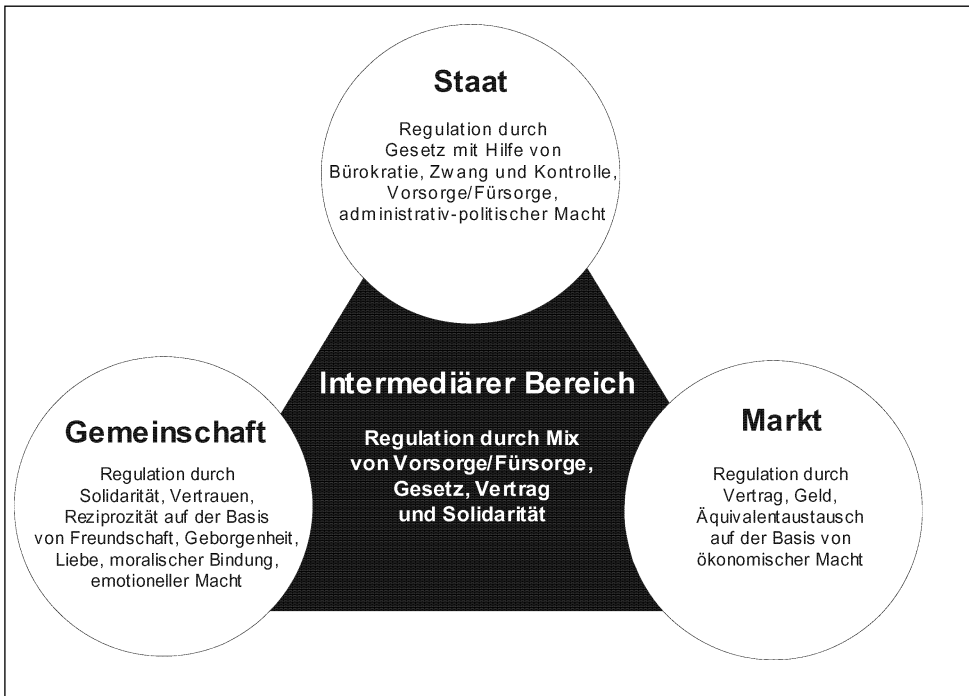 Staat
Regulation durch
Gesetz mit Hilfe von
Bürokratie, Zwang und Kontrolle,
Vorsorge/Fürsorge,
administrativ-politischer Macht
Intermediärer Bereich
Regulation durch Mix
von Vorsorge/Fürsorge,
Gesetz, Vertrag
und Solidarität
Gemeinschaft
Regulation durch
Solidarität, Vertrauen,
Reziprozität auf der Basis
von Freundschaft, Geborgenheit,
Liebe, moralischer Bindung,
emotioneller Macht
Markt
Regulation durch
Vertrag, Geld,
Äquivalentaustausch
auf der Basis von
ökonomischer Macht